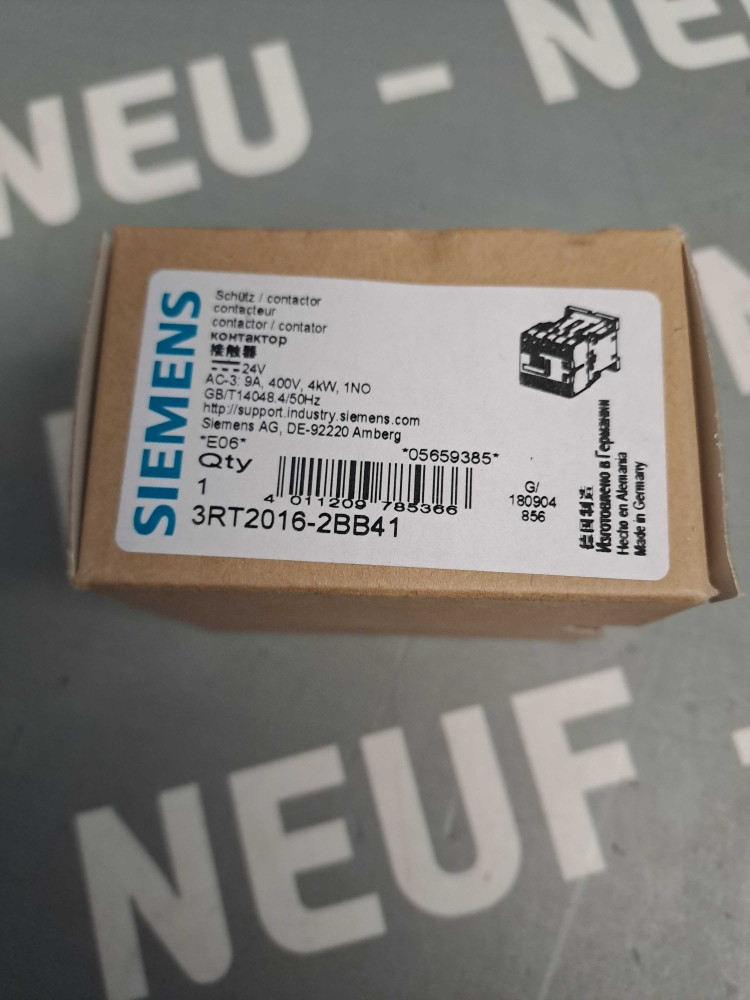 NEU - NE
SIEMENS
Schütz / contactor
contacteur
contactor / contator
контактор
接触器
24V
AC-3: 9A, 400V, 4kW, 1NO
GB/T14048.4/50Hz
http://support.industry.siemens.com
Siemens AG, DE-92220 Amberg
*E06*
*05659385*
Qty
1
4 011209 785366
3RT2016-2BB41
G/
180904
856
德国制造
Изготовлено в Германии
Hecho en Alemania
Made in Germany
NEUF -